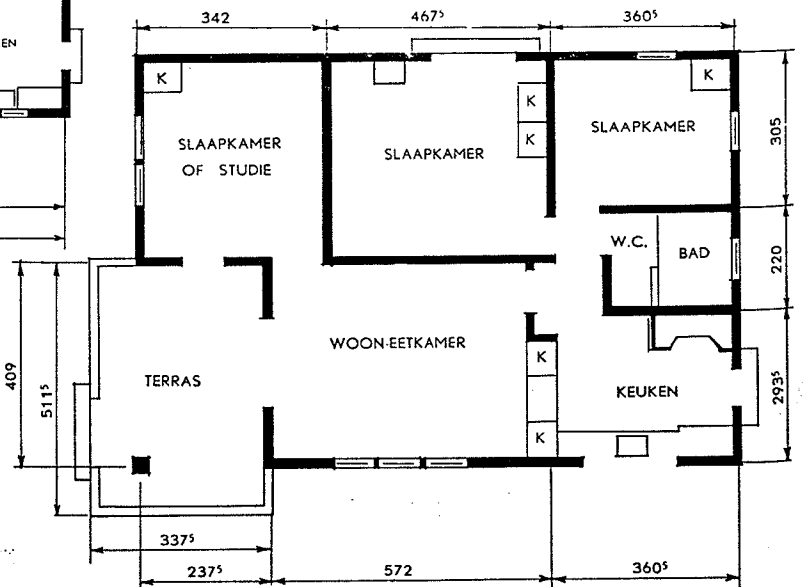 342
467⁵
360⁵
EN
K
K
SLAAPKAMER
OF STUDIE
SLAAPKAMER
K
K
SLAAPKAMER
305
W.C.
BAD
220
WOON-EETKAMER
TERRAS
409
511⁵
K
K
KEUKEN
293⁵
337⁵
237⁵
572
360⁵